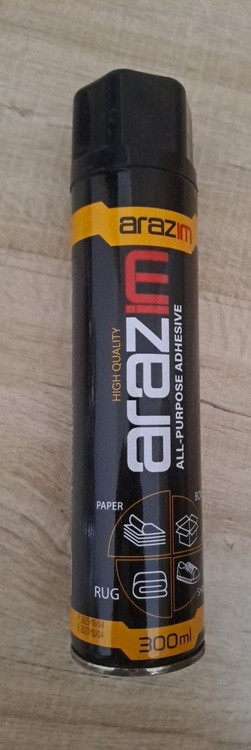 arazim
HIGH QUALITY
arazim
ALL-PURPOSE ADHESIVE
PAPER
RUG
300ml